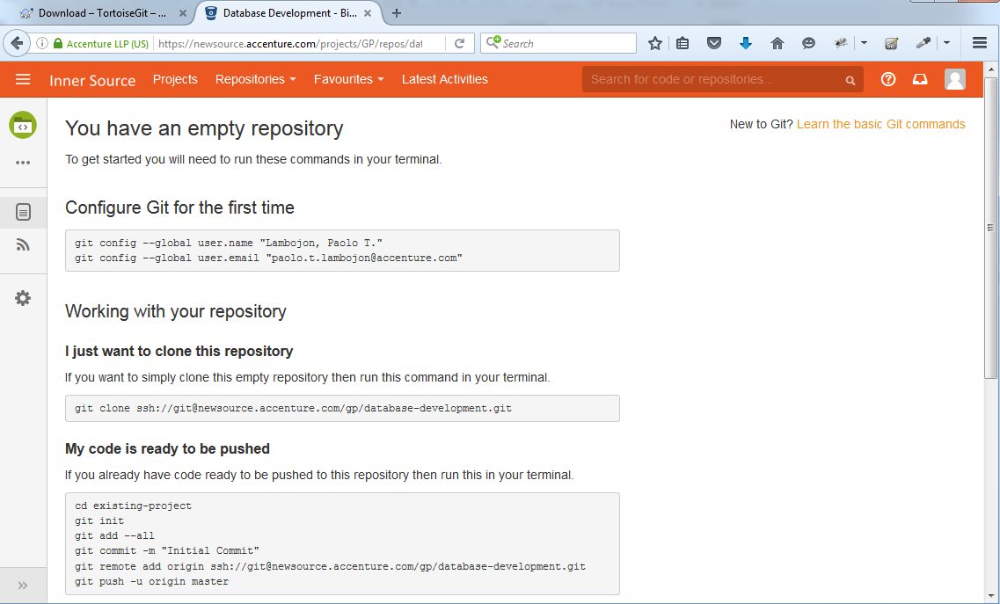 Download – TortoiseGit – ...
Database Development - Bi...
Accenture LLP (US)
https://newsource.accenture.com/projects/GP/repos/dat
Search
Inner Source
Projects
Repositories
Favourites
Latest Activities
Search for code or repositories...
You have an empty repository
New to Git? Learn the basic Git commands
To get started you will need to run these commands in your terminal.
Configure Git for the first time
git config --global user.name "Lambojon, Paolo T."
git config --global user.email "paolo.t.lambojon@accenture.com"
Working with your repository
I just want to clone this repository
If you want to simply clone this empty repository then run this command in your terminal.
git clone ssh://git@newsource.accenture.com/gp/database-development.git
My code is ready to be pushed
If you already have code ready to be pushed to this repository then run this in your terminal.
cd existing-project
git init
git add --all
git commit -m "Initial Commit"
git remote add origin ssh://git@newsource.accenture.com/gp/database-development.git
git push -u origin master